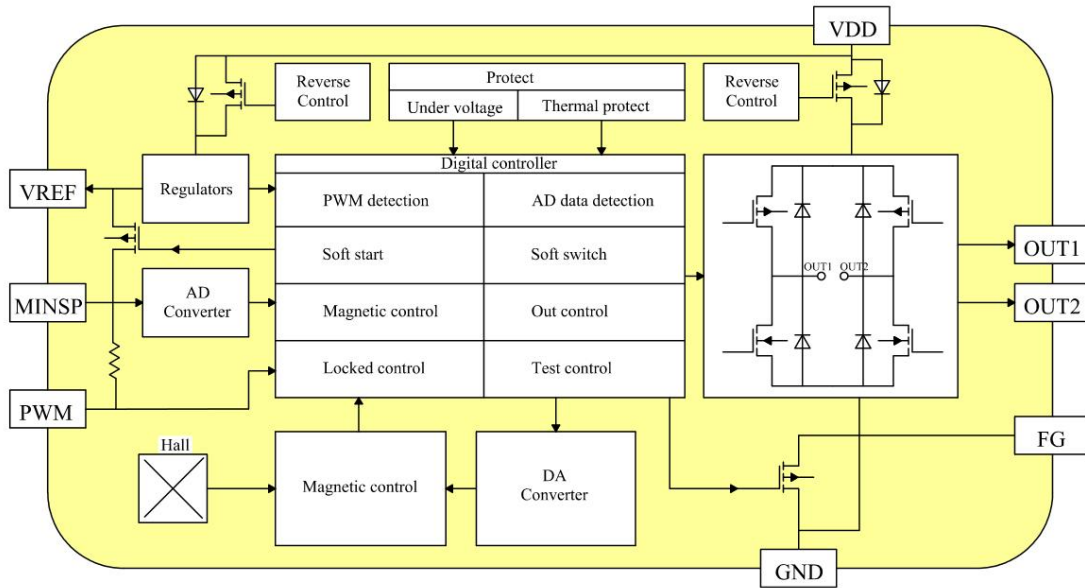 VDD
Reverse
Control
Protect
Under voltage
Thermal protect
Reverse
Control
VREF
Regulators
Digital controller
PWM detection
AD data detection
Soft start
Soft switch
MINSP
AD
Converter
Magnetic control
Out control
OUT1
OUT2
OUT1
OUT2
PWM
Locked control
Test control
FG
Hall
Magnetic control
DA
Converter
GND